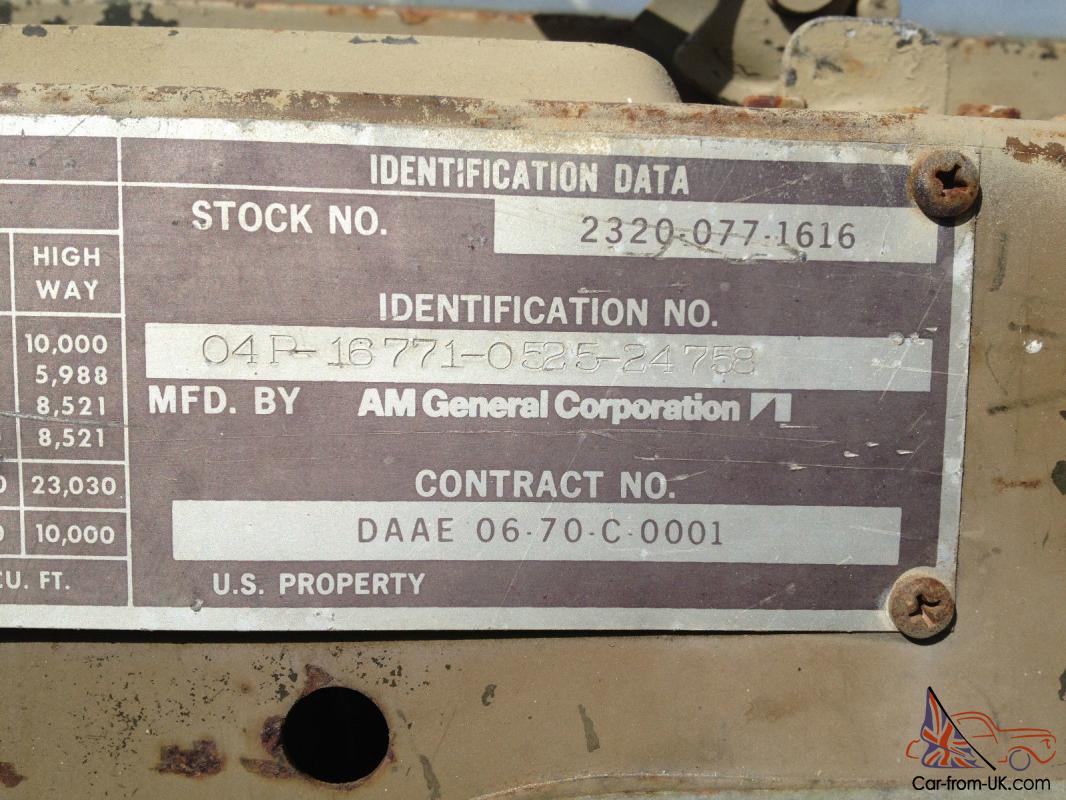 IDENTIFICATION DATA
STOCK NO. 2320-077-1616
HIGH
WAY
IDENTIFICATION NO.
10,000
04P-16771-0525-24758
5,988
8,521
MFD. BY AM General Corporation
8,521
CONTRACT NO.
23,030
DAAE 06-70-C-0001
10,000
CU. FT.
U.S. PROPERTY
Car-from-UK.com